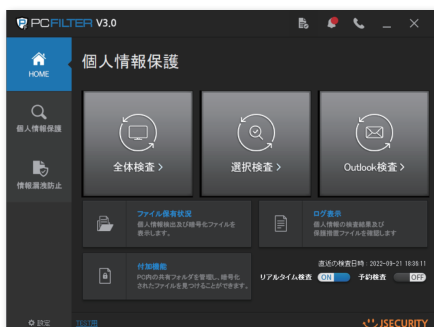 PCFILTER V3.0
HOME
個人情報保護
個人情報保護
情報漏洩防止
全体検査 >
選択検査 >
Outlook検査 >
ファイル保有状況
個人情報検出及び暗号化ファイルを
表示します。
ログ表示
個人情報の検査結果及び
保護措置ファイルを確認します
付加機能
PC内の共有フォルダを管理し、暗号化
されたファイルを見つけることができます。
直近の検査日時 : 2022-09-21 18:36:11
リアルタイム検査 ON 予約検査 OFF
設定
TEST用
JSECURITY